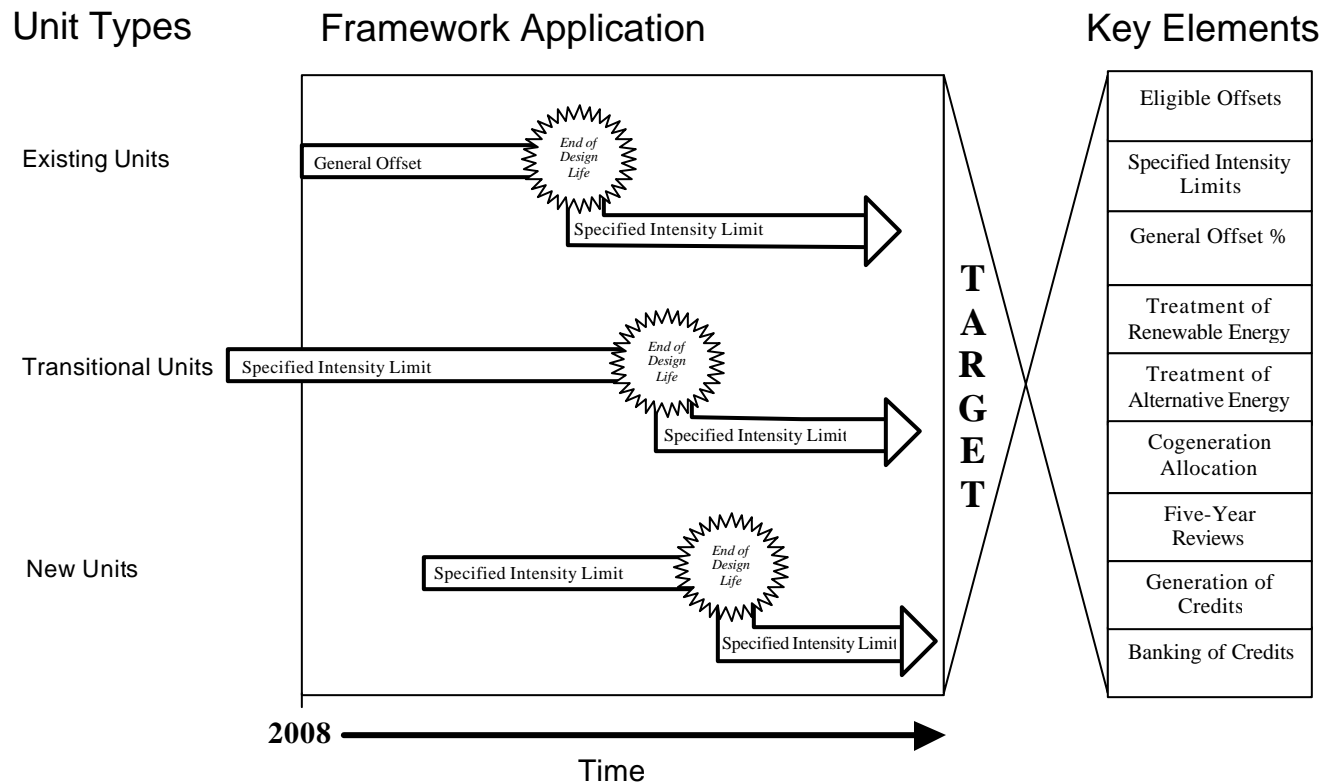 Unit Types
Framework Application
Key Elements
Existing Units
General Offset
End of
Design
Life
Specified Intensity Limit
Transitional Units
Specified Intensity Limit
End of
Design
Life
Specified Intensity Limit
New Units
Specified Intensity Limit
End of
Design
Life
Specified Intensity Limit
TARGET
Eligible Offsets
Specified Intensity
Limits
General Offset %
Treatment of
Renewable Energy
Treatment of
Alternative Energy
Cogeneration
Allocation
Five-Year
Reviews
Generation of
Credits
Banking of Credits
2008
Time